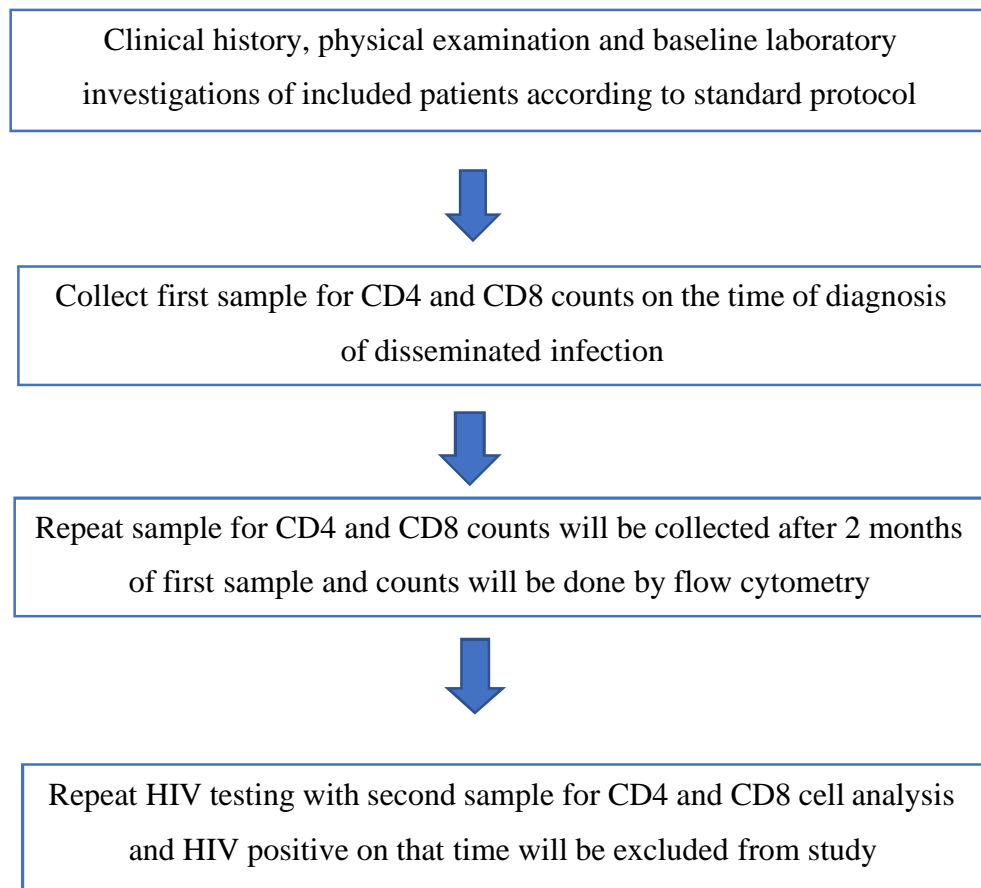 Clinical history, physical examination and baseline laboratory
investigations of included patients according to standard protocol
Collect first sample for CD4 and CD8 counts on the time of diagnosis
of disseminated infection
Repeat sample for CD4 and CD8 counts will be collected after 2 months
of first sample and counts will be done by flow cytometry
Repeat HIV testing with second sample for CD4 and CD8 cell analysis
and HIV positive on that time will be excluded from study